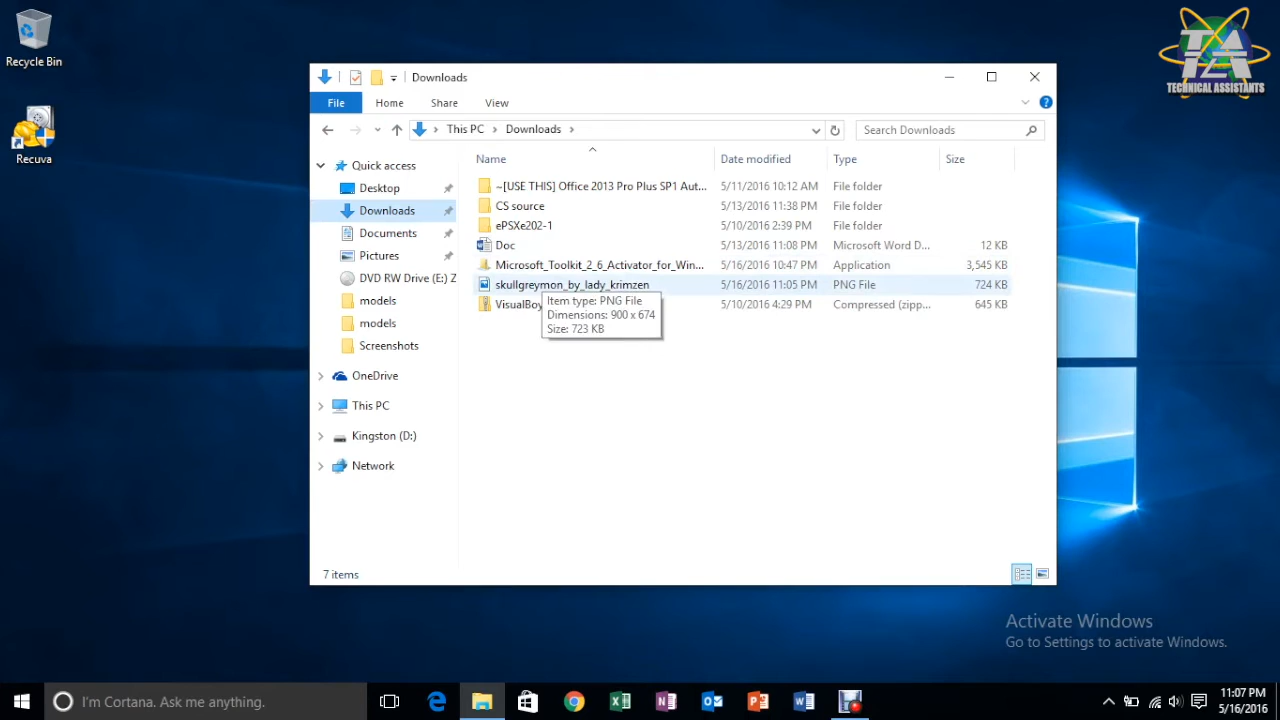 Recycle Bin
Recuva
TA
TECHNICAL ASSISTANTS
Downloads
File Home Share View
This PC Downloads
Search Downloads
Name Date modified Type Size
Quick access
Desktop
Downloads
Documents
Pictures
DVD RW Drive (E:) Z
models
models
Screenshots
OneDrive
This PC
Kingston (D:)
Network
~[USE THIS] Office 2013 Pro Plus SP1 Aut... 5/11/2016 10:12 AM File folder
CS source 5/13/2016 11:38 PM File folder
ePSXe202-1 5/10/2016 2:39 PM File folder
Doc 5/13/2016 11:08 PM Microsoft Word D... 12 KB
Microsoft_Toolkit_2_6_Activator_for_Win... 5/16/2016 10:47 PM Application 3,545 KB
skullgreymon_by_lady_krimzen 5/16/2016 11:05 PM PNG File 724 KB
VisualBoy 5/10/2016 4:29 PM Compressed (zipp... 645 KB
Item type: PNG File
Dimensions: 900 x 674
Size: 723 KB
7 items
Activate Windows
Go to Settings to activate Windows.
I'm Cortana. Ask me anything.
11:07 PM
5/16/2016